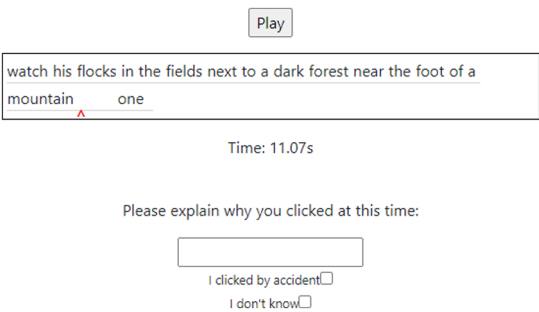 Play
watch his flocks in the fields next to a dark forest near the foot of a
mountain one
^
Time: 11.07s
Please explain why you clicked at this time:
I clicked by accident
I don't know